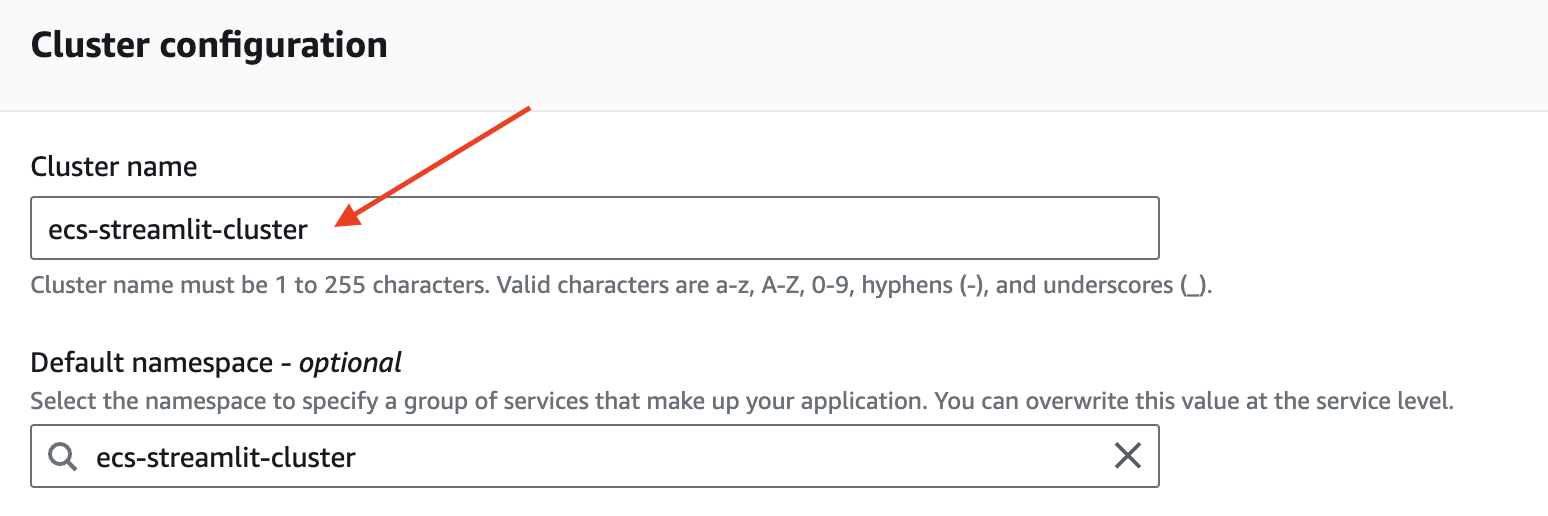 Cluster configuration
Cluster name
ecs-streamlit-cluster
Cluster name must be 1 to 255 characters. Valid characters are a-z, A-Z, 0-9, hyphens (-), and underscores (_).
Default namespace - optional
Select the namespace to specify a group of services that make up your application. You can overwrite this value at the service level.
ecs-streamlit-cluster